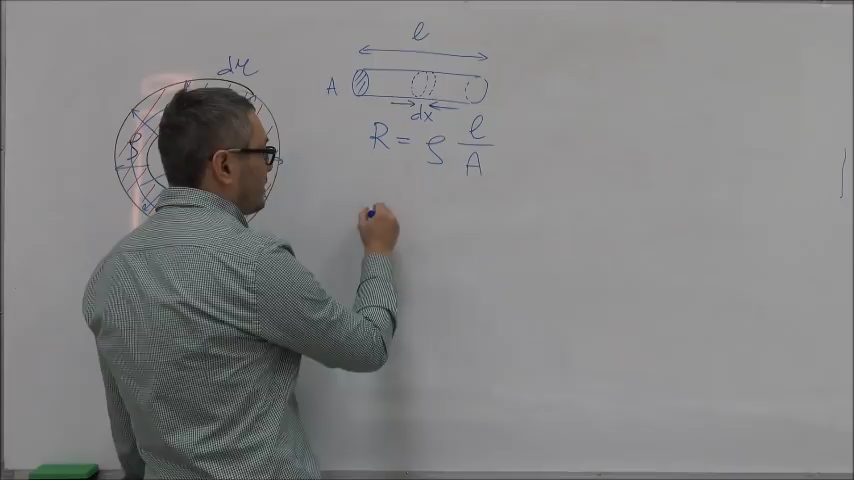 dr
ρ
l
A
dx
R = ρ l/A